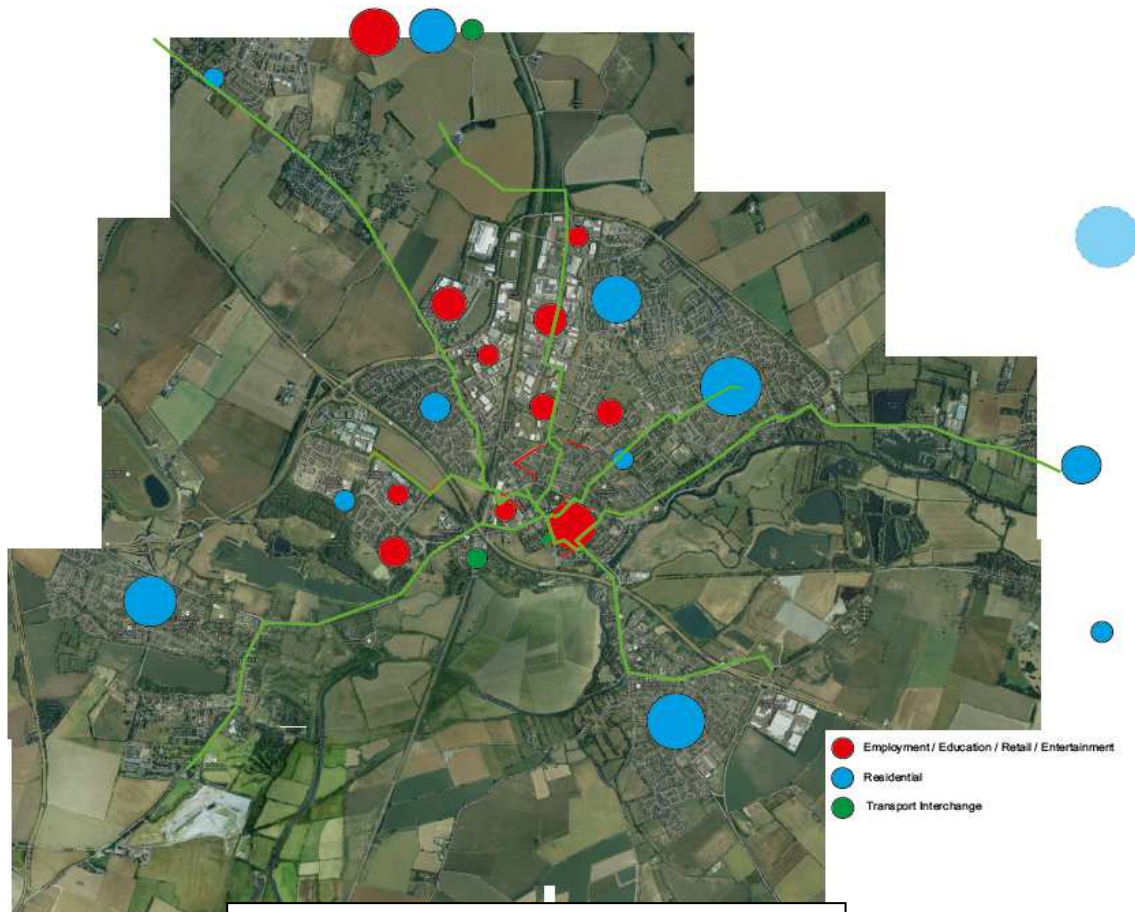 Employment / Education / Retail / Entertainment
Residential
Transport Interchange